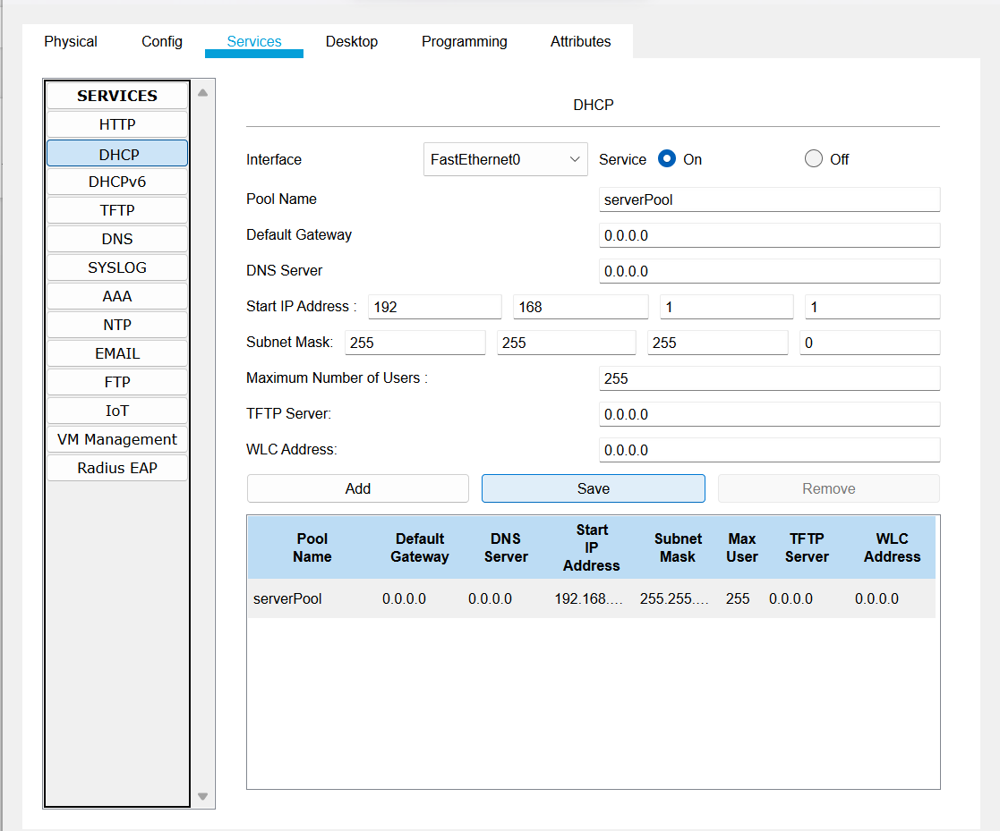 Physical Config Services Desktop Programming Attributes
SERVICES
HTTP
DHCP
DHCPv6
TFTP
DNS
SYSLOG
AAA
NTP
EMAIL
FTP
IoT
VM Management
Radius EAP
DHCP
Interface FastEthernet0 Service On Off
Pool Name serverPool
Default Gateway 0.0.0.0
DNS Server 0.0.0.0
Start IP Address : 192 168 1 1
Subnet Mask: 255 255 255 0
Maximum Number of Users : 255
TFTP Server: 0.0.0.0
WLC Address: 0.0.0.0
Add Save Remove
Pool Name Default Gateway DNS Server Start IP Address Subnet Mask Max User TFTP Server WLC Address
serverPool 0.0.0.0 0.0.0.0 192.168.... 255.255.... 255 0.0.0.0 0.0.0.0